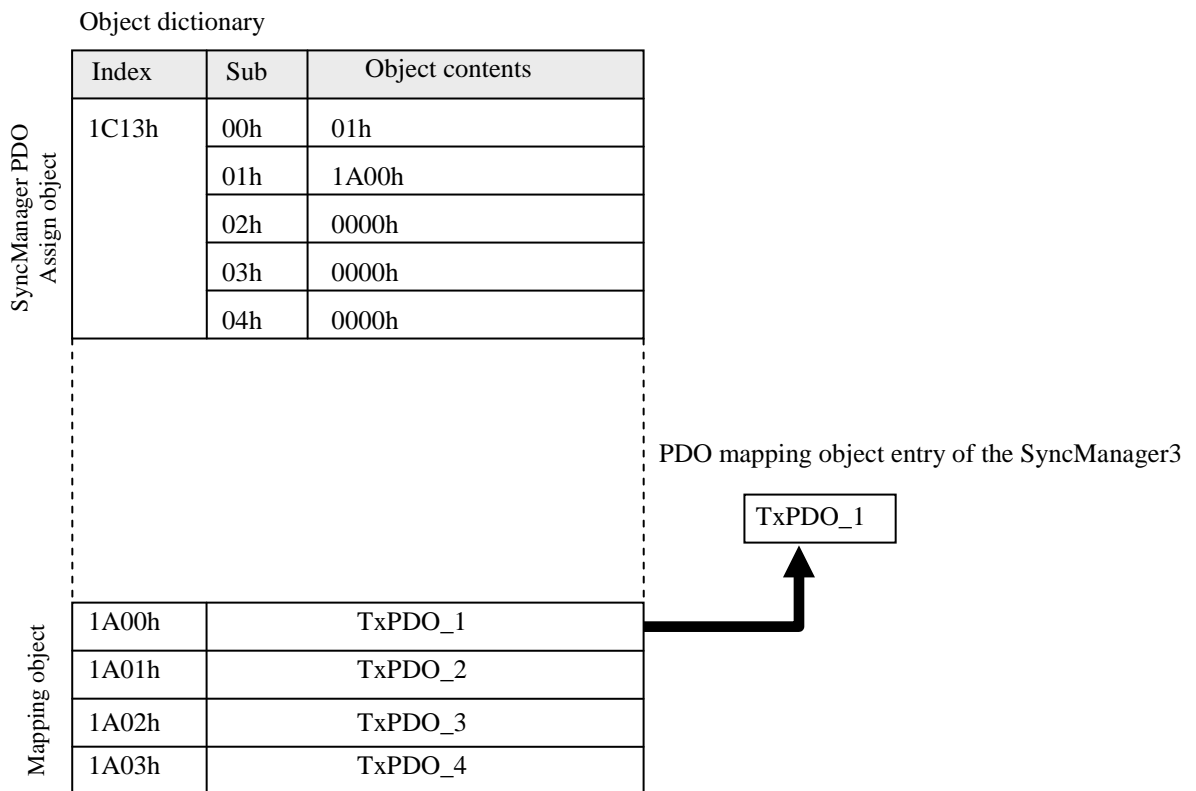 Object dictionary
Index Sub Object contents
SyncManager PDO
Assign object
1C13h 00h 01h
01h 1A00h
02h 0000h
03h 0000h
04h 0000h
PDO mapping object entry of the SyncManager3
TxPDO_1
Mapping object
1A00h TxPDO_1
1A01h TxPDO_2
1A02h TxPDO_3
1A03h TxPDO_4